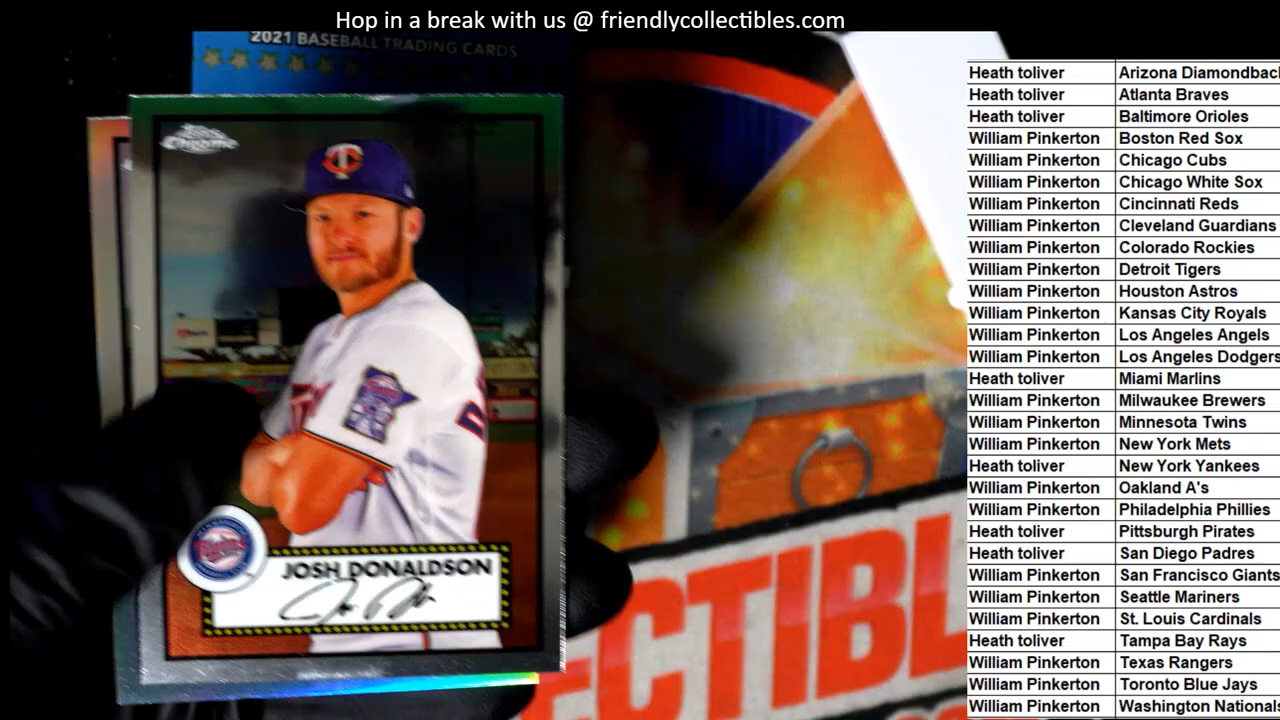 Hop in a break with us @ friendlycollectibles.com
2021 BASEBALL TRADING CARDS
Topps
Chrome
JOSH DONALDSON
ECTIBL
Heath toliver Arizona Diamondbac
Heath toliver Atlanta Braves
Heath toliver Baltimore Orioles
William Pinkerton Boston Red Sox
William Pinkerton Chicago Cubs
William Pinkerton Chicago White Sox
William Pinkerton Cincinnati Reds
William Pinkerton Cleveland Guardians
William Pinkerton Colorado Rockies
William Pinkerton Detroit Tigers
William Pinkerton Houston Astros
William Pinkerton Kansas City Royals
William Pinkerton Los Angeles Angels
William Pinkerton Los Angeles Dodgers
Heath toliver Miami Marlins
William Pinkerton Milwaukee Brewers
William Pinkerton Minnesota Twins
William Pinkerton New York Mets
Heath toliver New York Yankees
William Pinkerton Oakland A's
William Pinkerton Philadelphia Phillies
Heath toliver Pittsburgh Pirates
Heath toliver San Diego Padres
William Pinkerton San Francisco Giants
William Pinkerton Seattle Mariners
William Pinkerton St. Louis Cardinals
Heath toliver Tampa Bay Rays
William Pinkerton Texas Rangers
William Pinkerton Toronto Blue Jays
William Pinkerton Washington National